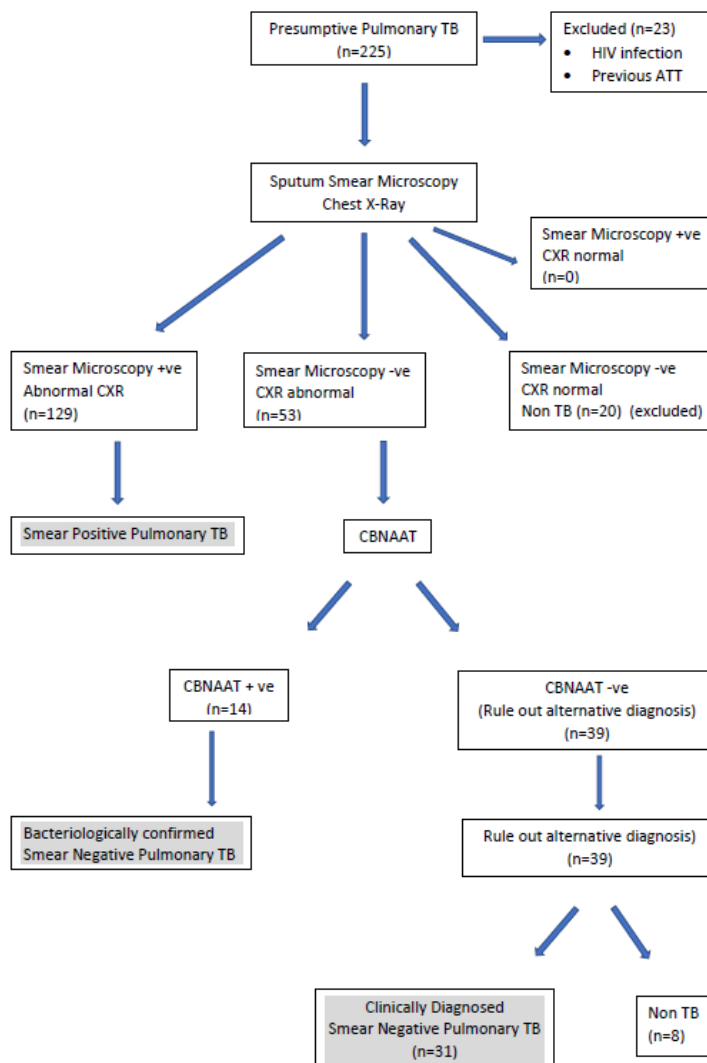 Presumptive Pulmonary TB
(n=225)
Excluded (n=23)
• HIV infection
• Previous ATT
Sputum Smear Microscopy
Chest X-Ray
Smear Microscopy +ve
CXR normal
(n=0)
Smear Microscopy +ve
Abnormal CXR
(n=129)
Smear Microscopy -ve
CXR abnormal
(n=53)
Smear Microscopy -ve
CXR normal
Non TB (n=20) (excluded)
Smear Positive Pulmonary TB
CBNAAT
CBNAAT + ve
(n=14)
CBNAAT -ve
(Rule out alternative diagnosis)
(n=39)
Bacteriologically confirmed
Smear Negative Pulmonary TB
Rule out alternative diagnosis)
(n=39)
Clinically Diagnosed
Smear Negative Pulmonary TB
(n=31)
Non TB
(n=8)